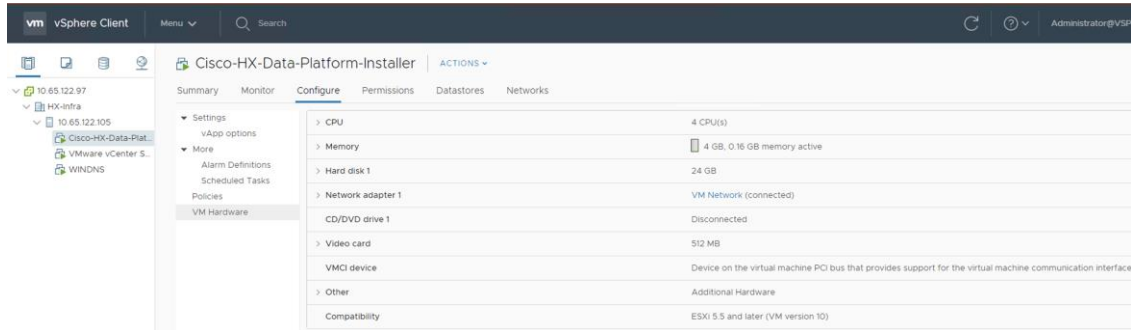 vm vSphere Client Menu Search Administrator@VSP
Cisco-HX-Data-Platform-Installer ACTIONS
Summary Monitor Configure Permissions Datastores Networks
10.65.122.97
HX-Infra
10.65.122.105
Cisco-HX-Data-Plat...
VMware vCenter S...
WINDNS
Settings
vApp options
More
Alarm Definitions
Scheduled Tasks
Policies
VM Hardware
CPU 4 CPU(s)
Memory 4 GB, 0.16 GB memory active
Hard disk 1 24 GB
Network adapter 1 VM Network (connected)
CD/DVD drive 1 Disconnected
Video card 512 MB
VMCI device Device on the virtual machine PCI bus that provides support for the virtual machine communication interface
Other Additional Hardware
Compatibility ESXi 5.5 and later (VM version 10)